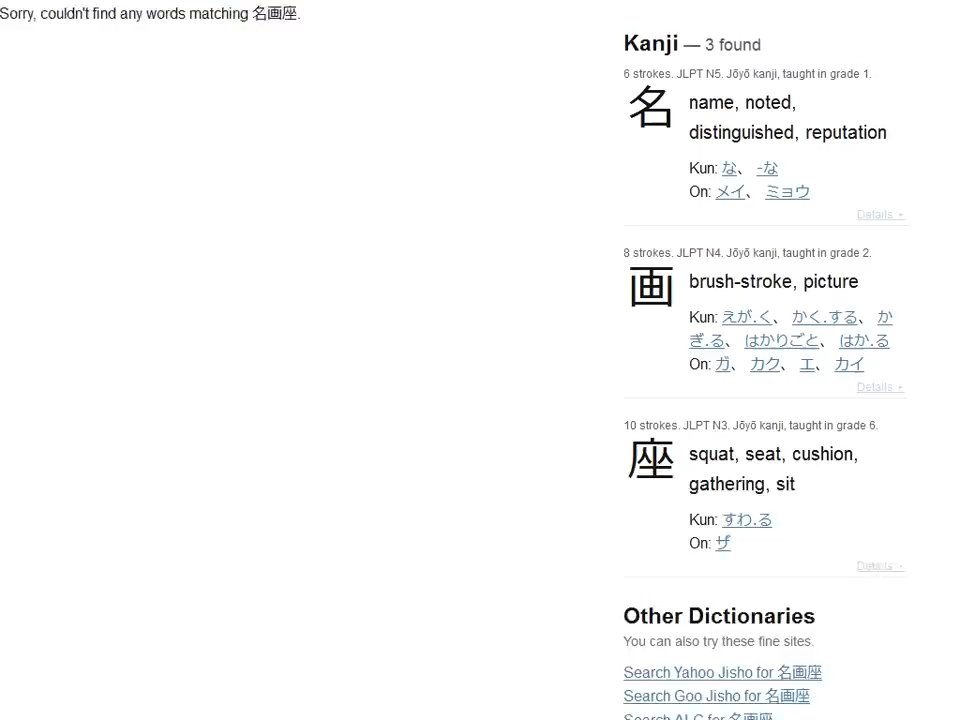 Sorry, couldn't find any words matching 名画座.
Kanji — 3 found
6 strokes. JLPT N5. Jōyō kanji, taught in grade 1.
名
name, noted,
distinguished, reputation
Kun: な、 -な
On: メイ、 ミョウ
Details ▸
8 strokes. JLPT N4. Jōyō kanji, taught in grade 2.
画
brush-stroke, picture
Kun: えが.く、 かく.する、 か
ぎ.る、 はかりごと、 はか.る
On: ガ、 カク、 エ、 カイ
Details ▸
10 strokes. JLPT N3. Jōyō kanji, taught in grade 6.
座
squat, seat, cushion,
gathering, sit
Kun: すわ.る
On: ザ
Details ▸
Other Dictionaries
You can also try these fine sites.
Search Yahoo Jisho for 名画座
Search Goo Jisho for 名画座
Search ALC for 名画座